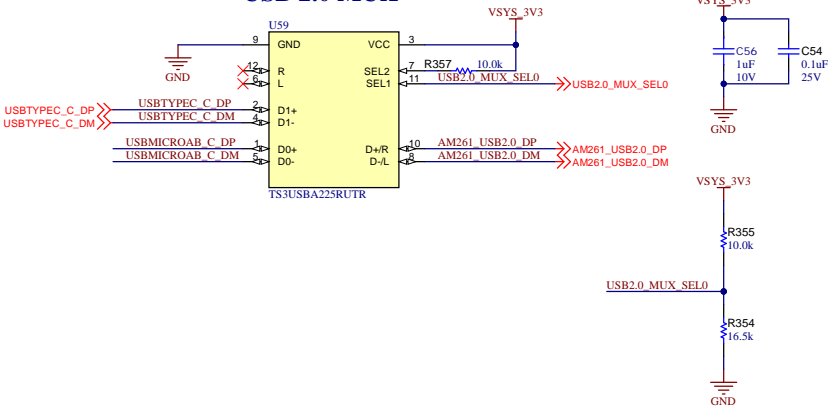 USB 2.0 MUX
VSYS_3V3
VSYS_3V3
U59
9
GND
VCC
3
GND
12
R
SEL2
7
R357
10.0k
6
L
SEL1
11
USB2.0_MUX_SEL0
USB2.0_MUX_SEL0
C56
1uF
10V
C54
0.1uF
25V
GND
USBTYPEC_C_DP
USBTYPEC_C_DP
2
D1+
USBTYPEC_C_DM
USBTYPEC_C_DM
4
D1-
USBMICROAB_C_DP
1
D0+
D+/R
10
AM261_USB2.0_DP
AM261_USB2.0_DP
USBMICROAB_C_DM
5
D0-
D-/L
8
AM261_USB2.0_DM
AM261_USB2.0_DM
TS3USBA225RUTR
VSYS_3V3
R355
10.0k
USB2.0_MUX_SEL0
R354
16.5k
GND